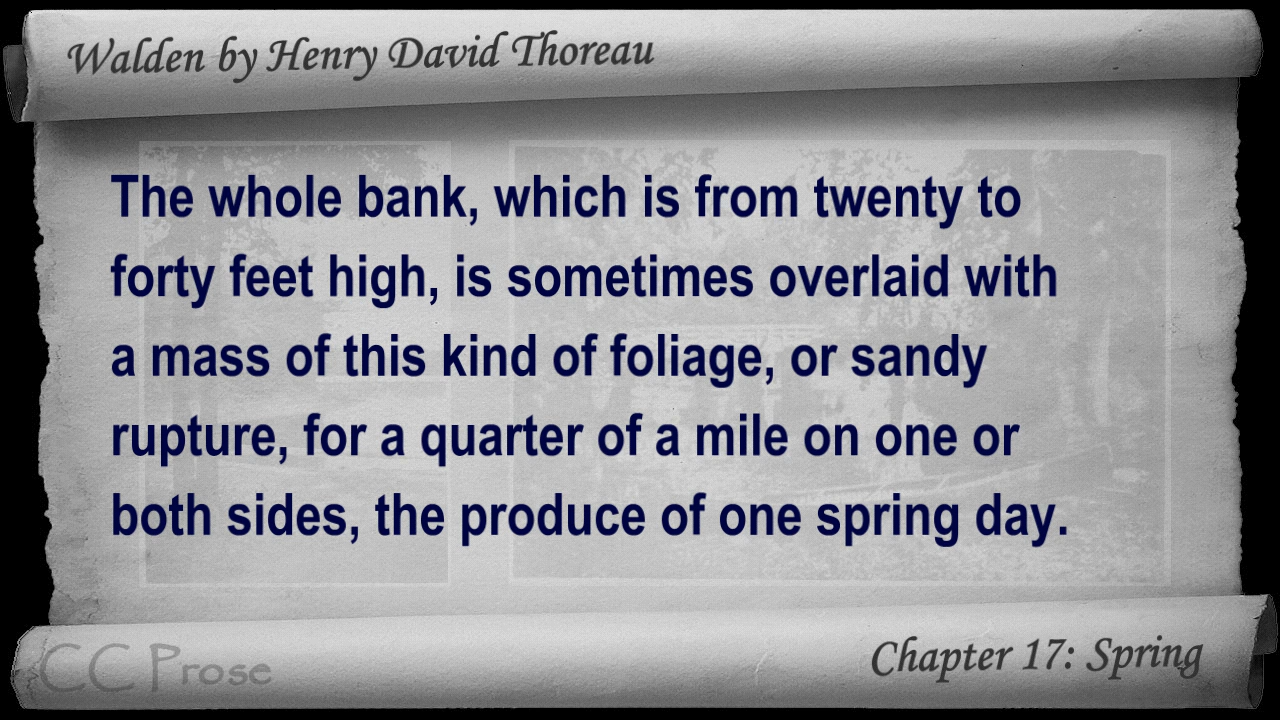 Walden by Henry David Thoreau
The whole bank, which is from twenty to
forty feet high, is sometimes overlaid with
a mass of this kind of foliage, or sandy
rupture, for a quarter of a mile on one or
both sides, the produce of one spring day.
CC Prose
Chapter 17: Spring